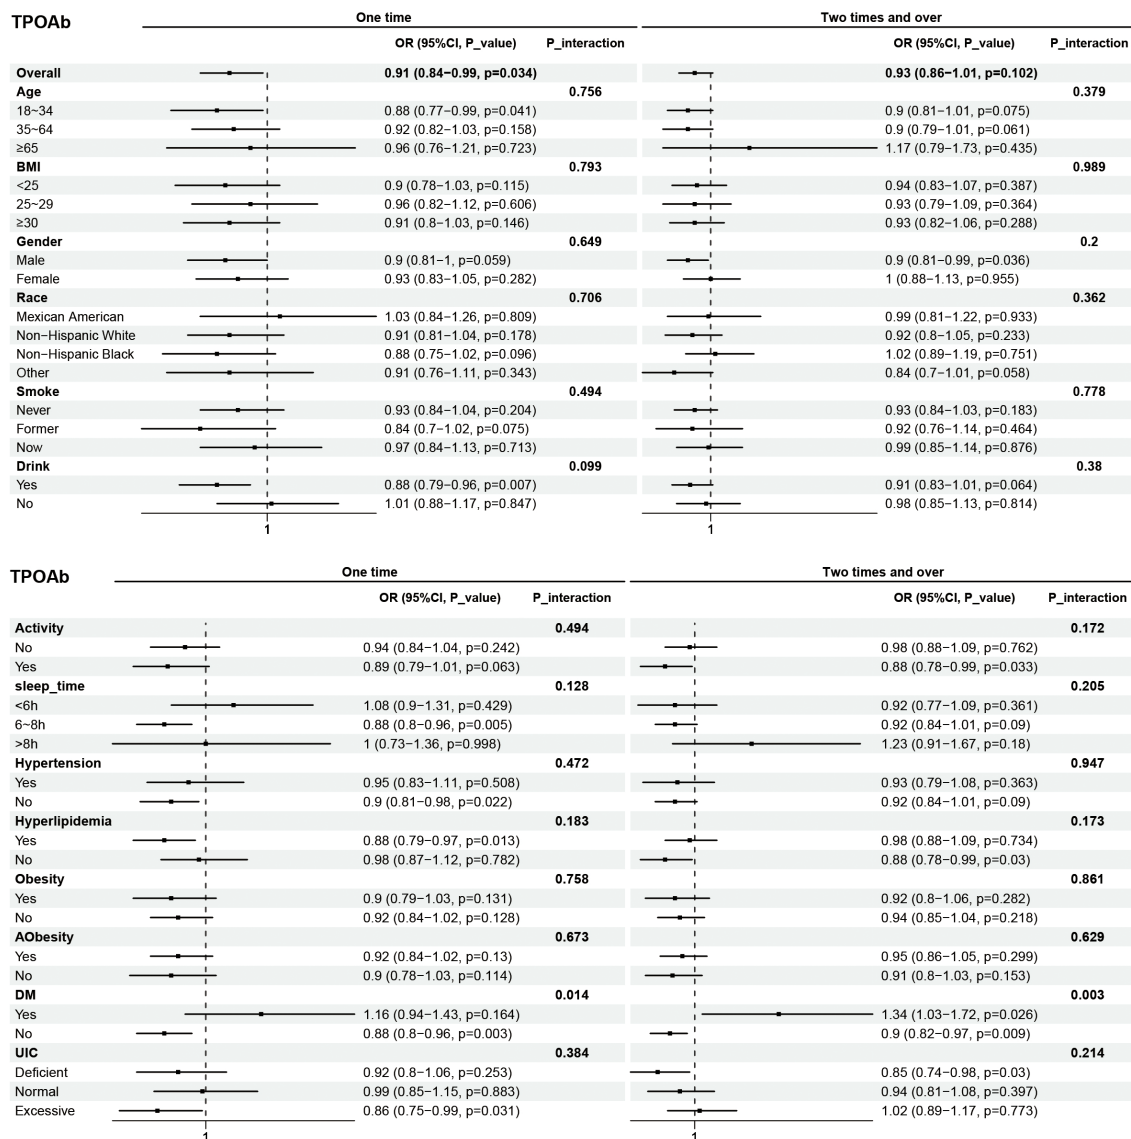 TPOAb One time Two times and over
OR (95%CI, P_value) P_interaction OR (95%CI, P_value) P_interaction
Overall 0.91 (0.84−0.99, p=0.034) 0.93 (0.86−1.01, p=0.102)
Age 0.756 0.379
18~34 0.88 (0.77−0.99, p=0.041) 0.9 (0.81−1.01, p=0.075)
35~64 0.92 (0.82−1.03, p=0.158) 0.9 (0.79−1.01, p=0.061)
≥65 0.96 (0.76−1.21, p=0.723) 1.17 (0.79−1.73, p=0.435)
BMI 0.793 0.989
<25 0.9 (0.78−1.03, p=0.115) 0.94 (0.83−1.07, p=0.387)
25~29 0.96 (0.82−1.12, p=0.606) 0.93 (0.79−1.09, p=0.364)
≥30 0.91 (0.8−1.03, p=0.146) 0.93 (0.82−1.06, p=0.288)
Gender 0.649 0.2
Male 0.9 (0.81−1, p=0.059) 0.9 (0.81−0.99, p=0.036)
Female 0.93 (0.83−1.05, p=0.282) 1 (0.88−1.13, p=0.955)
Race 0.706 0.362
Mexican American 1.03 (0.84−1.26, p=0.809) 0.99 (0.81−1.22, p=0.933)
Non−Hispanic White 0.91 (0.81−1.04, p=0.178) 0.92 (0.8−1.05, p=0.233)
Non−Hispanic Black 0.88 (0.75−1.02, p=0.096) 1.02 (0.89−1.19, p=0.751)
Other 0.91 (0.76−1.11, p=0.343) 0.84 (0.7−1.01, p=0.058)
Smoke 0.494 0.778
Never 0.93 (0.84−1.04, p=0.204) 0.93 (0.84−1.03, p=0.183)
Former 0.84 (0.7−1.02, p=0.075) 0.92 (0.76−1.14, p=0.464)
Now 0.97 (0.84−1.13, p=0.713) 0.99 (0.85−1.14, p=0.876)
Drink 0.099 0.38
Yes 0.88 (0.79−0.96, p=0.007) 0.91 (0.83−1.01, p=0.064)
No 1.01 (0.88−1.17, p=0.847) 0.98 (0.85−1.13, p=0.814)
1 1
TPOAb One time Two times and over
OR (95%CI, P_value) P_interaction OR (95%CI, P_value) P_interaction
Activity 0.494 0.172
No 0.94 (0.84−1.04, p=0.242) 0.98 (0.88−1.09, p=0.762)
Yes 0.89 (0.79−1.01, p=0.063) 0.88 (0.78−0.99, p=0.033)
sleep_time 0.128 0.205
<6h 1.08 (0.9−1.31, p=0.429) 0.92 (0.77−1.09, p=0.361)
6~8h 0.88 (0.8−0.96, p=0.005) 0.92 (0.84−1.01, p=0.09)
>8h 1 (0.73−1.36, p=0.998) 1.23 (0.91−1.67, p=0.18)
Hypertension 0.472 0.947
Yes 0.95 (0.83−1.11, p=0.508) 0.93 (0.79−1.08, p=0.363)
No 0.9 (0.81−0.98, p=0.022) 0.92 (0.84−1.01, p=0.09)
Hyperlipidemia 0.183 0.173
Yes 0.88 (0.79−0.97, p=0.013) 0.98 (0.88−1.09, p=0.734)
No 0.98 (0.87−1.12, p=0.782) 0.88 (0.78−0.99, p=0.03)
Obesity 0.758 0.861
Yes 0.9 (0.79−1.03, p=0.131) 0.92 (0.8−1.06, p=0.282)
No 0.92 (0.84−1.02, p=0.128) 0.94 (0.85−1.04, p=0.218)
AObesity 0.673 0.629
Yes 0.92 (0.84−1.02, p=0.13) 0.95 (0.86−1.05, p=0.299)
No 0.9 (0.78−1.03, p=0.114) 0.91 (0.8−1.03, p=0.153)
DM 0.014 0.003
Yes 1.16 (0.94−1.43, p=0.164) 1.34 (1.03−1.72, p=0.026)
No 0.88 (0.8−0.96, p=0.003) 0.9 (0.82−0.97, p=0.009)
UIC 0.384 0.214
Deficient 0.92 (0.8−1.06, p=0.253) 0.85 (0.74−0.98, p=0.03)
Normal 0.99 (0.85−1.15, p=0.883) 0.94 (0.81−1.08, p=0.397)
Excessive 0.86 (0.75−0.99, p=0.031) 1.02 (0.89−1.17, p=0.773)
1 1